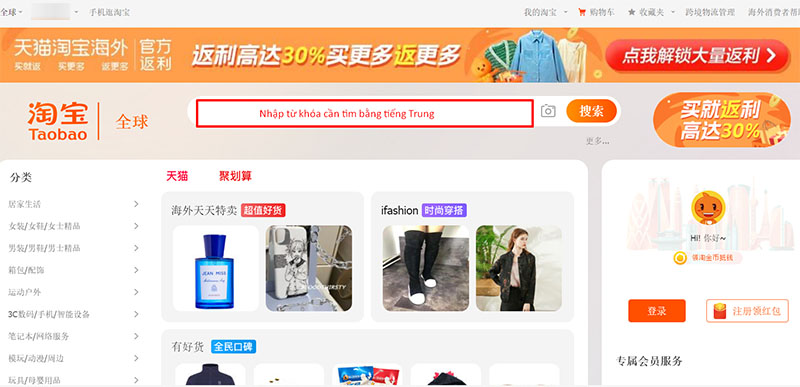 全球
手机逛淘宝
我的淘宝
购物车
收藏夹
跨境物流管理
海外消费者帮
天猫淘宝海外
买就返 买更多 返更多
官方
返利
返利高达30%买更多返更多
点我解锁大量返利
淘宝
Taobao
全球
Nhập từ khóa cần tìm bằng tiếng Trung
搜索
更多...
买就返利
高达30%
分类
居家生活
女装/女鞋/女士精品
男装/男鞋/男士精品
箱包/配饰
运动户外
3C数码/手机/智能设备
笔记本/网络服务
模玩/动漫/周边
玩具/母婴用品
天猫
聚划算
海外天天特卖 超值好货
JEAN MISS
ifashion 时尚穿搭
有好货 全民口碑
Hi! 你好~
领淘金币抵钱
登录
注册领红包
专属会员服务